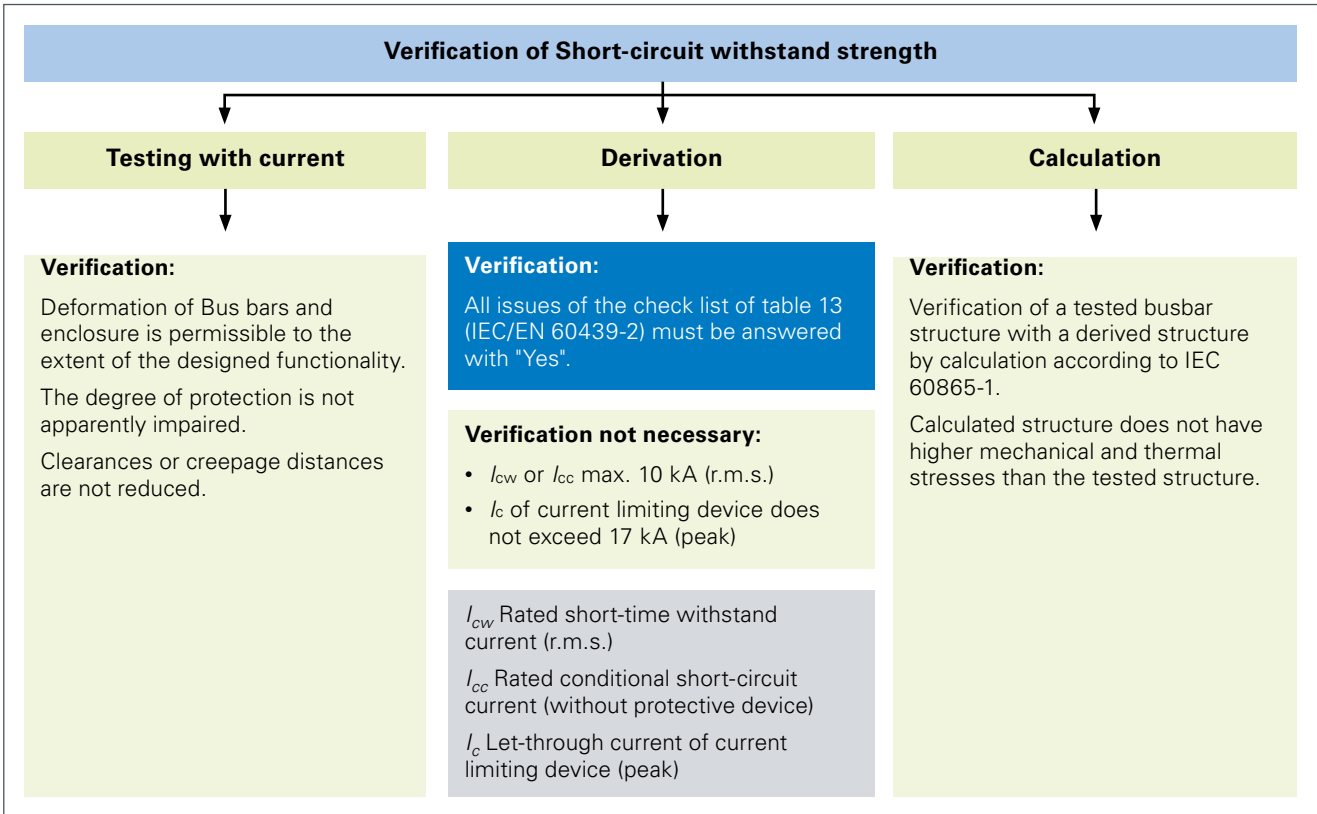 Verification of Short-circuit withstand strength
Testing with current
Verification:
Deformation of Bus bars and
enclosure is permissible to the
extent of the designed functionality.
The degree of protection is not
apparently impaired.
Clearances or creepage distances
are not reduced.
Derivation
Verification:
All issues of the check list of table 13
(IEC/EN 60439-2) must be answered
with "Yes".
Verification not necessary:
• Icw or Icc max. 10 kA (r.m.s.)
• Ic of current limiting device does
not exceed 17 kA (peak)
Icw Rated short-time withstand
current (r.m.s.)
Icc Rated conditional short-circuit
current (without protective device)
Ic Let-through current of current
limiting device (peak)
Calculation
Verification:
Verification of a tested busbar
structure with a derived structure
by calculation according to IEC
60865-1.
Calculated structure does not have
higher mechanical and thermal
stresses than the tested structure.